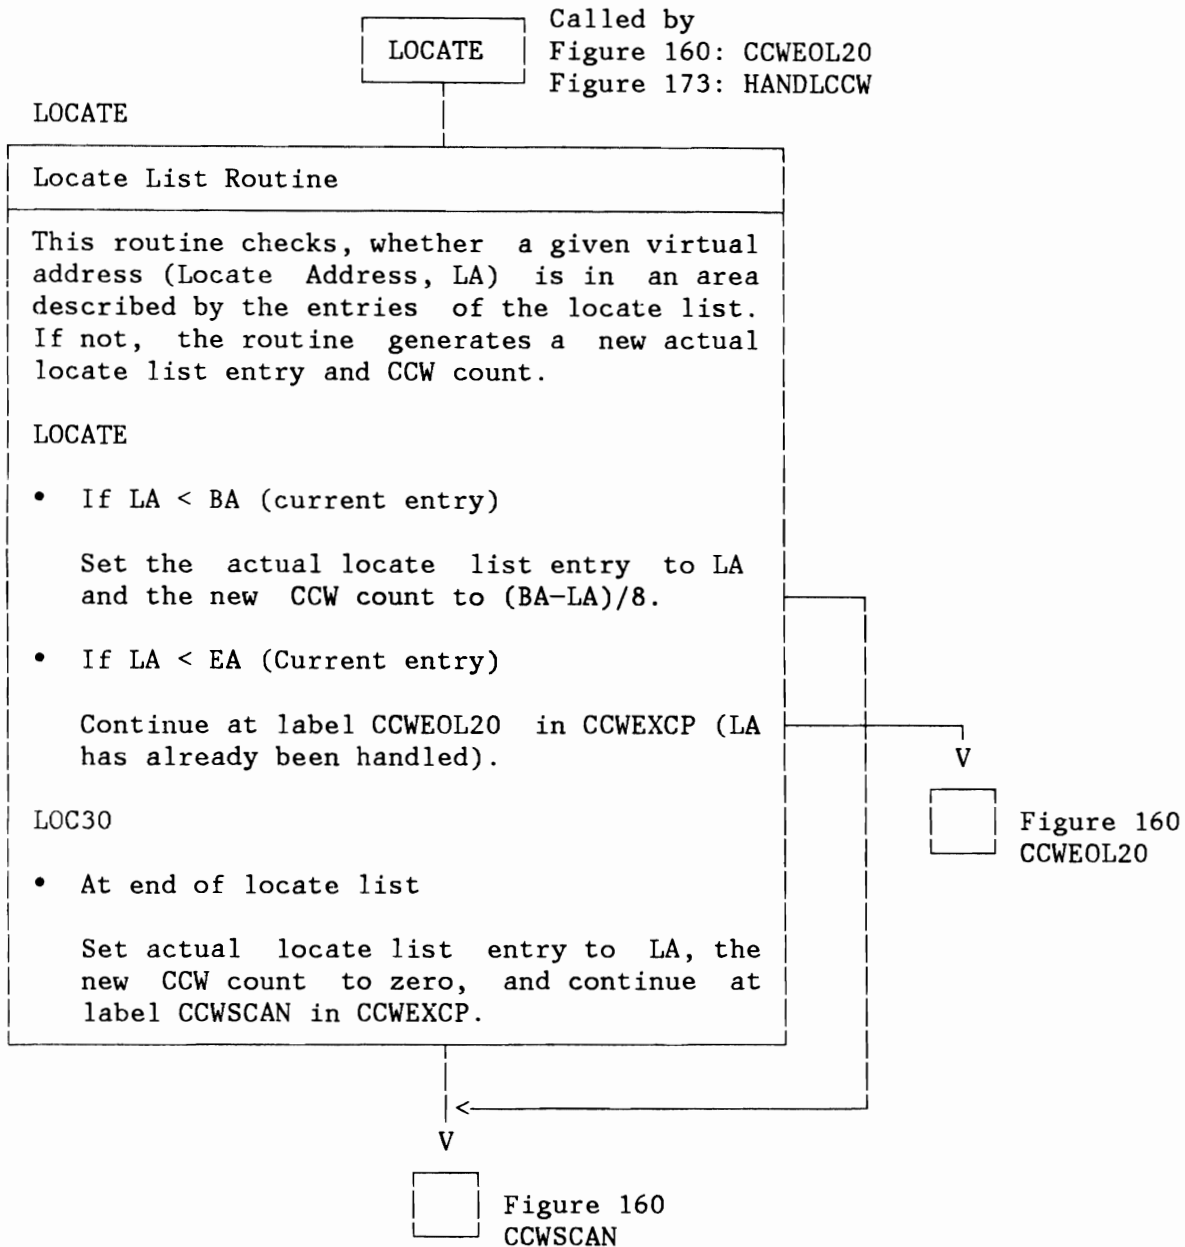 LOCATE
Called by
Figure 160: CCWEOL20
Figure 173: HANDLCCW
LOCATE
Locate List Routine
This routine checks, whether a given virtual
address (Locate Address, LA) is in an area
described by the entries of the locate list.
If not, the routine generates a new actual
locate list entry and CCW count.
LOCATE
• If LA < BA (current entry)
Set the actual locate list entry to LA
and the new CCW count to (BA-LA)/8.
• If LA < EA (Current entry)
Continue at label CCWEOL20 in CCWEXCP (LA
has already been handled).
V
Figure 160
CCWEOL20
LOC30
• At end of locate list
Set actual locate list entry to LA, the
new CCW count to zero, and continue at
label CCWSCAN in CCWEXCP.
<
V
Figure 160
CCWSCAN